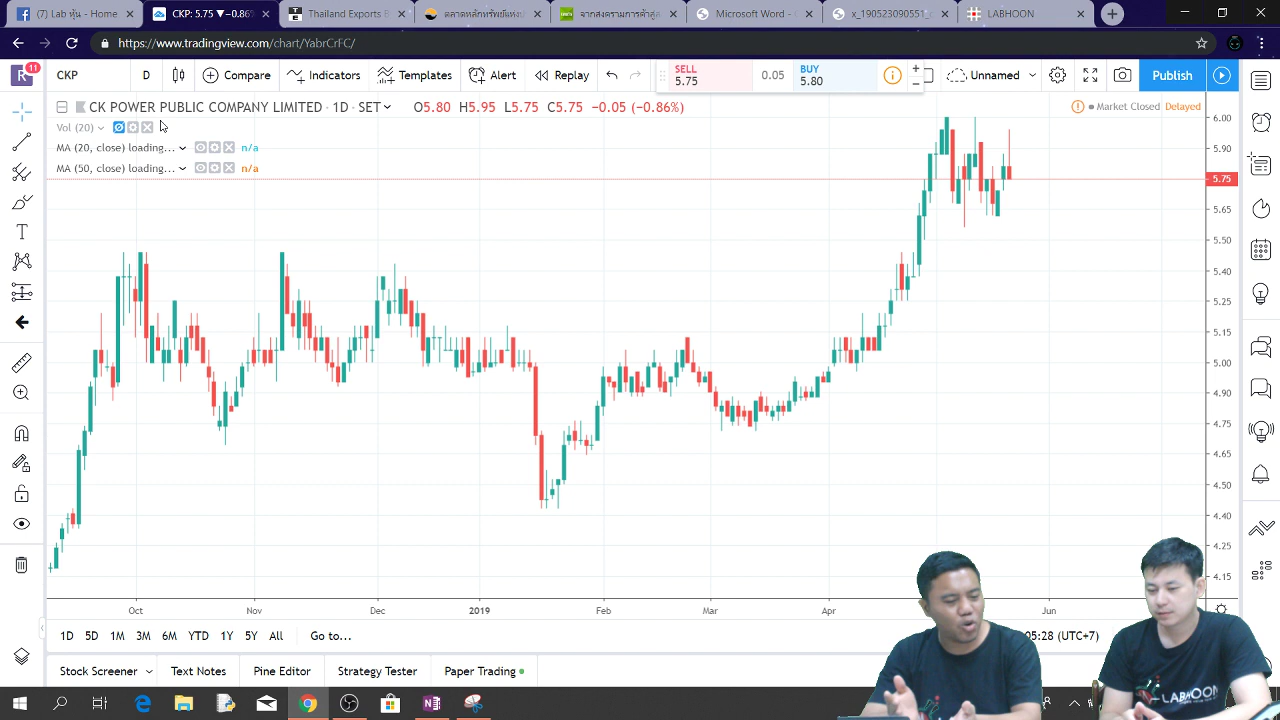 Lab หุ้น - Home
CKP: 5.75 ▼−0.86%
Thailand Exports B
Microsoft Word -
LABHOON
https://www.tradingview.com/chart/YabrCrFC/
11
CKP
D
Compare
Indicators
Templates
Alert
Replay
SELL
5.75
0.05
BUY
5.80
Unnamed
Publish
CK POWER PUBLIC COMPANY LIMITED · 1D · SET
O5.80 H5.95 L5.75 C5.75 −0.05 (−0.86%)
Market Closed
Delayed
Vol (20)
MA (20, close) loading...
n/a
MA (50, close) loading...
n/a
6.00
5.90
5.75
5.65
5.50
5.40
5.25
5.15
5.00
4.90
4.75
4.65
4.50
4.40
4.25
4.15
Oct
Nov
Dec
2019
Feb
Mar
Apr
Jun
1D
5D
1M
3M
6M
YTD
1Y
5Y
All
Go to...
05:28 (UTC+7)
Stock Screener
Text Notes
Pine Editor
Strategy Tester
Paper Trading
LABHOON